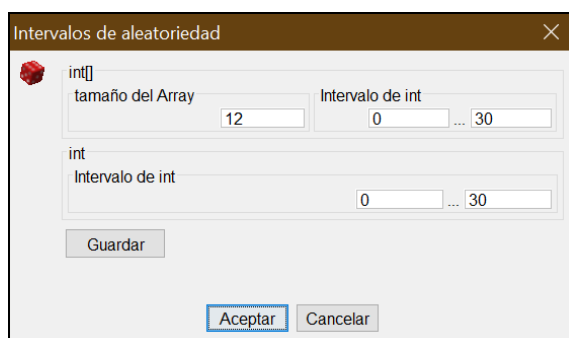 Intervalos de aleatoriedad
int[]
tamaño del Array Intervalo de int
12 0 ... 30
int
Intervalo de int
0 ... 30
Guardar
Aceptar Cancelar